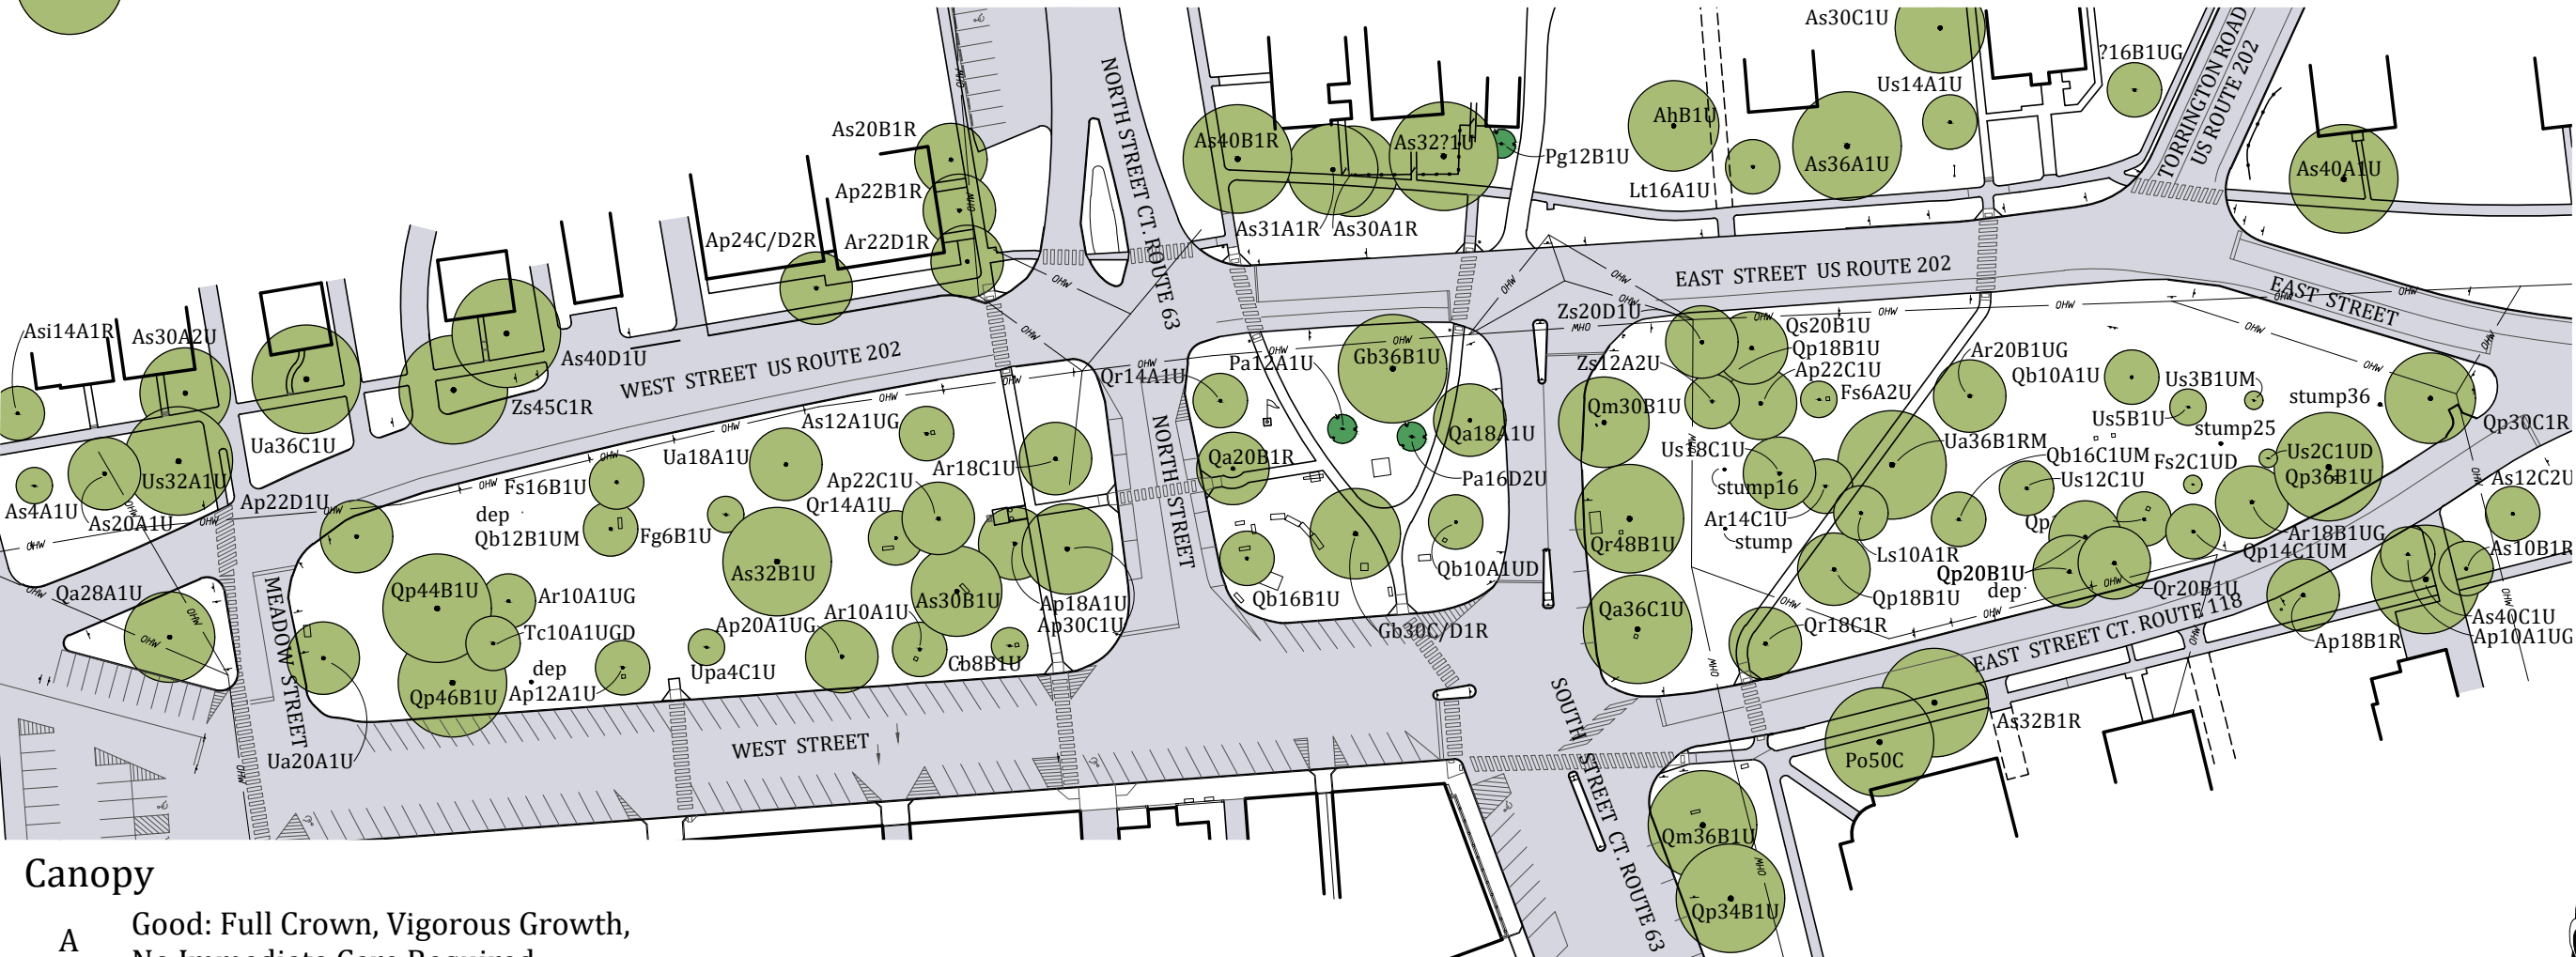 As30C1U
?16B1UG
Us14A1U
TORRINGTON ROAD
US ROUTE 202
NORTH STREET CT. ROUTE 63
As20B1R
AhB1U
As40B1R
As32?1U
Pg12B1U
As36A1U
As40A1U
Ap22B1R
Lt16A1U
As31A1R
As30A1R
Ap24C/D2R
Ar22D1R
EAST STREET US ROUTE 202
EAST STREET
Asi14A1R
As30A2U
As40D1U
WEST STREET US ROUTE 202
Zs45C1R
Ua36C1U
Us32A1U
As4A1U
As20A1U
Ap22D1U
Qr14A1U
Pa12A1U
Gb36B1U
Zs20D1U
Qs20B1U
Qp18B1U
Zs12A2U
Ap22C1U
Fs6A2U
Ar20B1UG
Qb10A1U
Us3B1UM
stump36
Qm30B1U
Us5B1U
stump25
Qp30C1R
As12A1UG
Ua18A1U
Ar18C1U
Ap22C1U
Fs16B1U
Qr14A1U
dep
Qb12B1UM
Fg6B1U
NORTH STREET
Qa20B1R
Qa18A1U
Pa16D2U
Us18C1U
stump16
Ua36B1RM
Qb16C1UM
Us12C1U
Fs2C1UD
Us2C1UD
Qp36B1U
As12C2U
Ar14C1U
stump
Ls10A1R
Qr48B1U
Ar18B1UG
Qp14C1UM
As10B1R
As32B1U
Qa28A1U
Qp44B1U
Ar10A1UG
Tc10A1UGD
Ar10A1U
As30B1U
Ap18A1U
Ap30C1U
Ap20A1UG
Qb16B1U
Qb10A1UD
Gb30C/D1R
Qa36C1U
Qp18B1U
Qr18C1R
Qp20B1U
dep
Qr20B1U
As40C1U
Ap10A1UG
Ap18B1R
EAST STREET CT. ROUTE 118
MEADOW STREET
Qp46B1U
dep
Ap12A1U
Upa4C1U
Cb8B1U
Ua20A1U
WEST STREET
SOUTH STREET CT. ROUTE 63
As32B1R
Po50C
Qm36B1U
Qp34B1U
OHW
Canopy
A Good: Full Crown, Vigorous Growth,
No Immediate Care Required